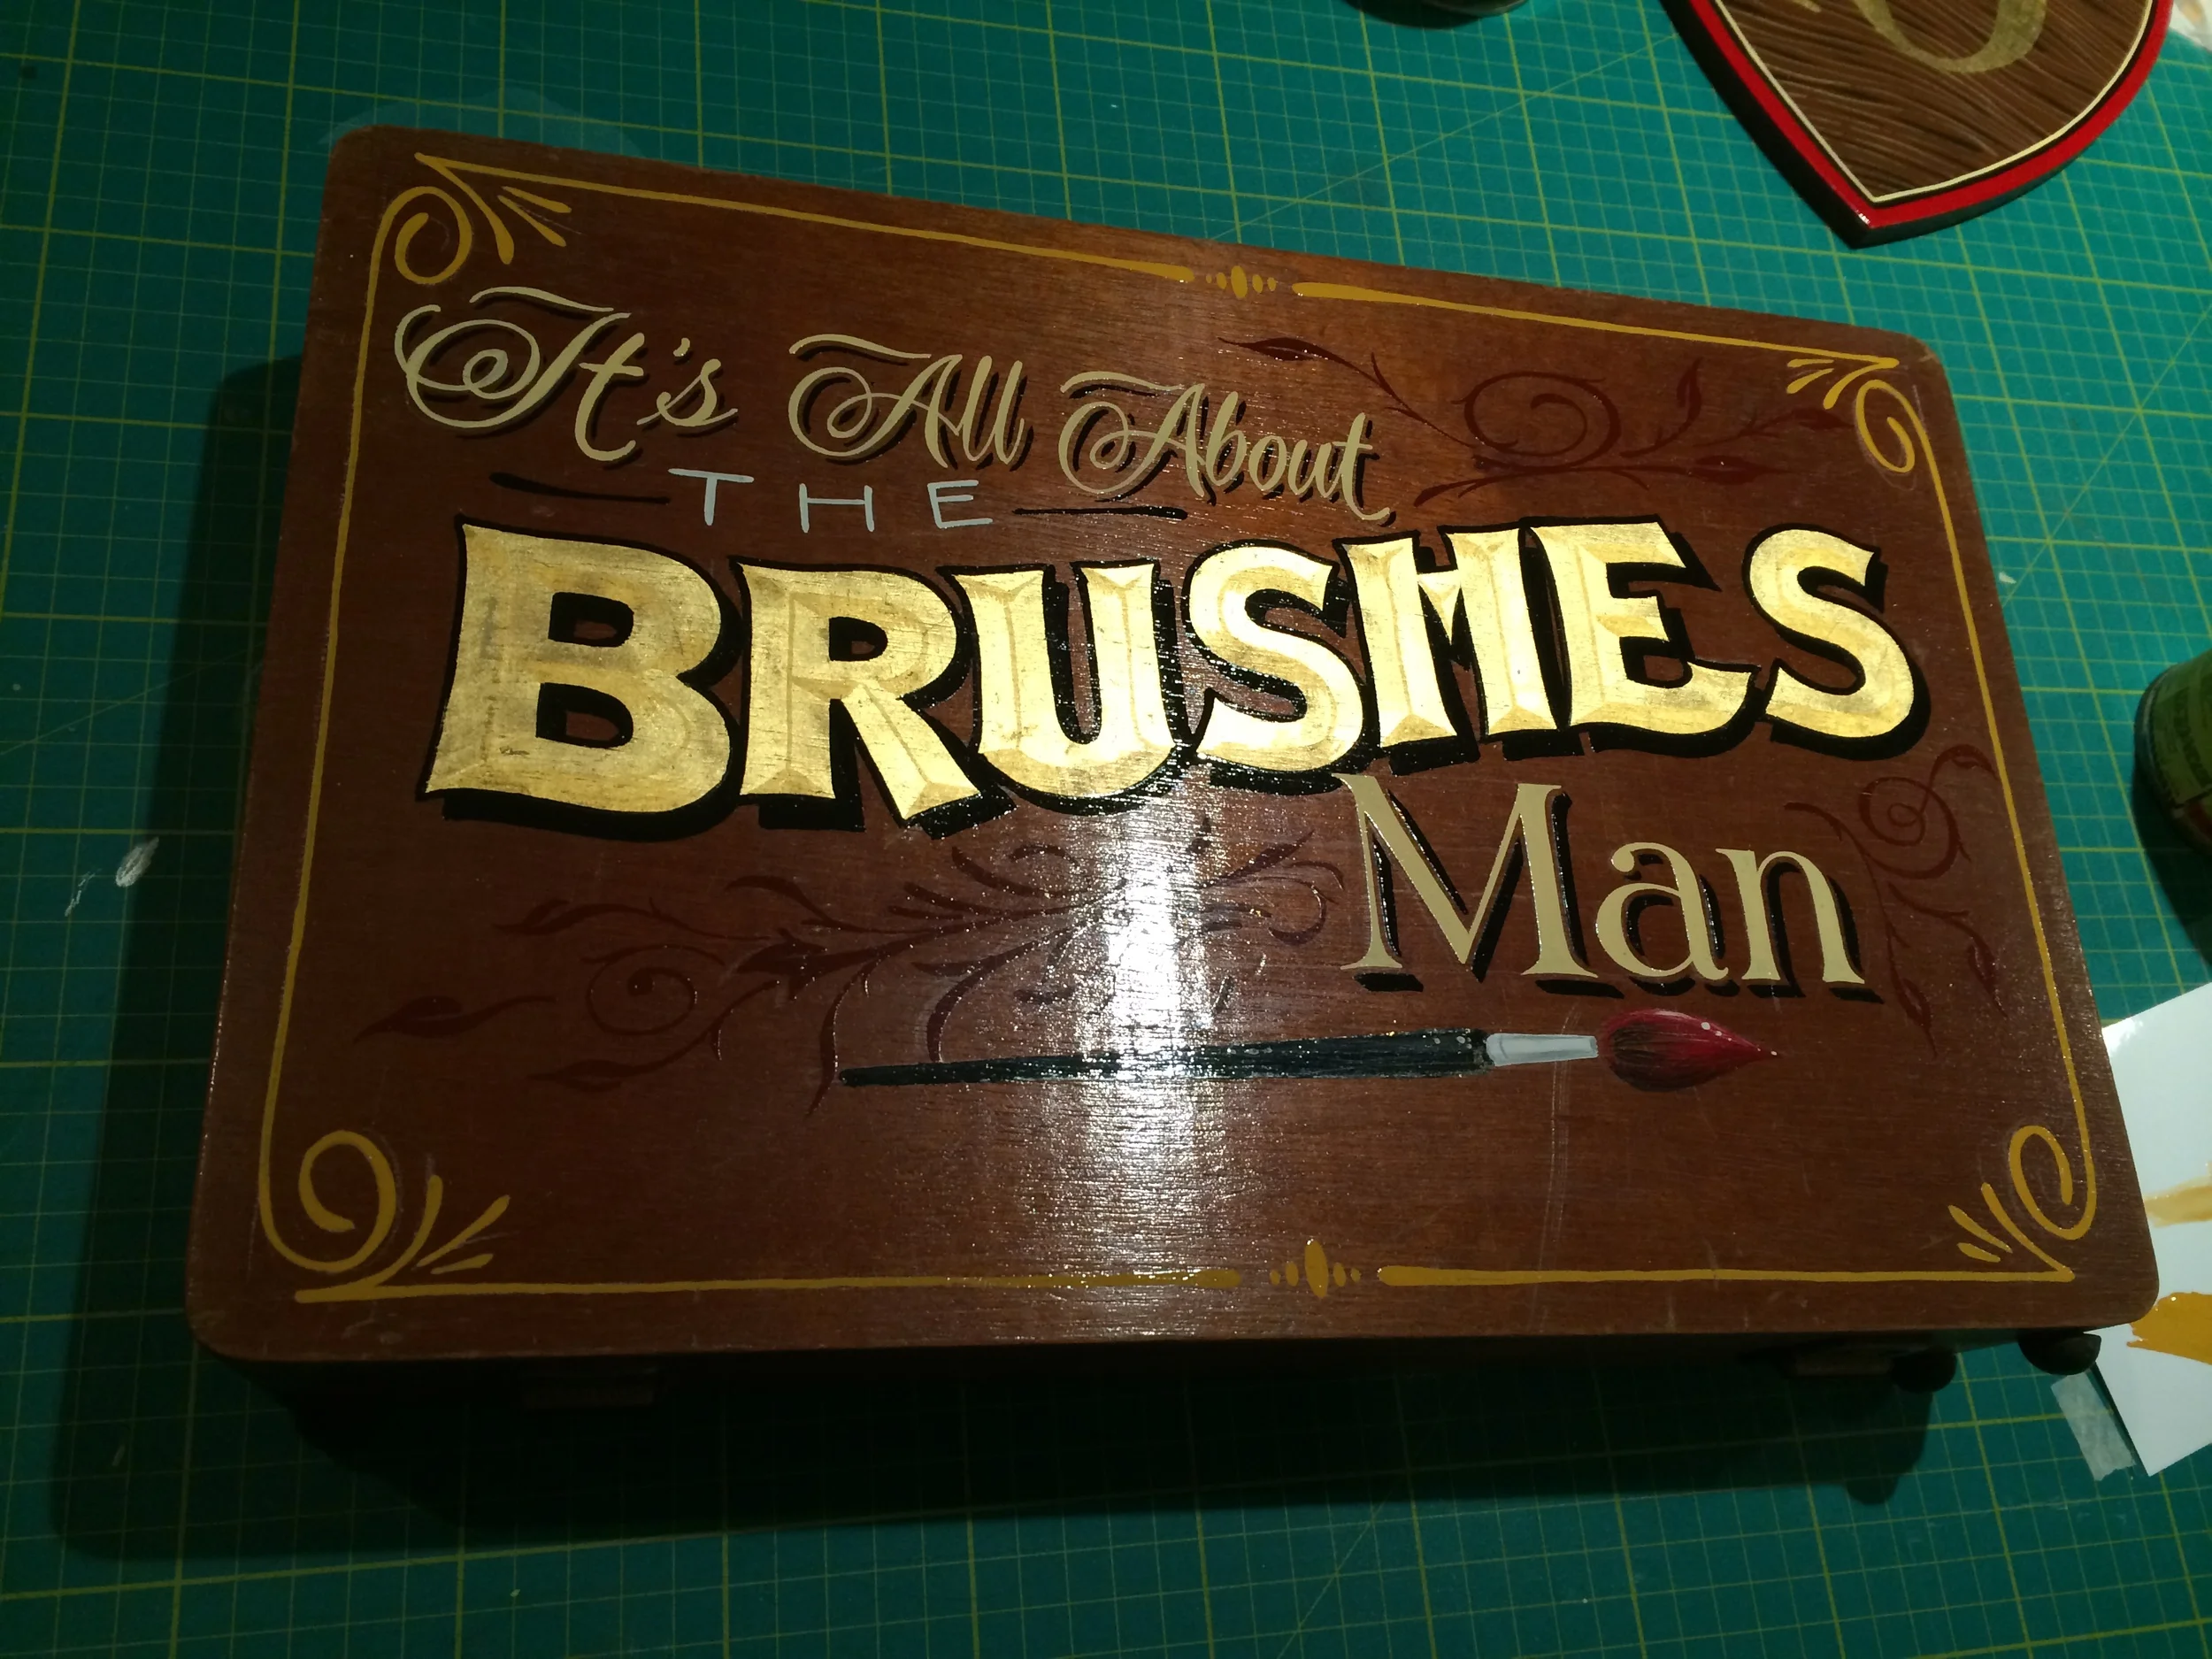 It's All About
THE
BRUSHES
Man